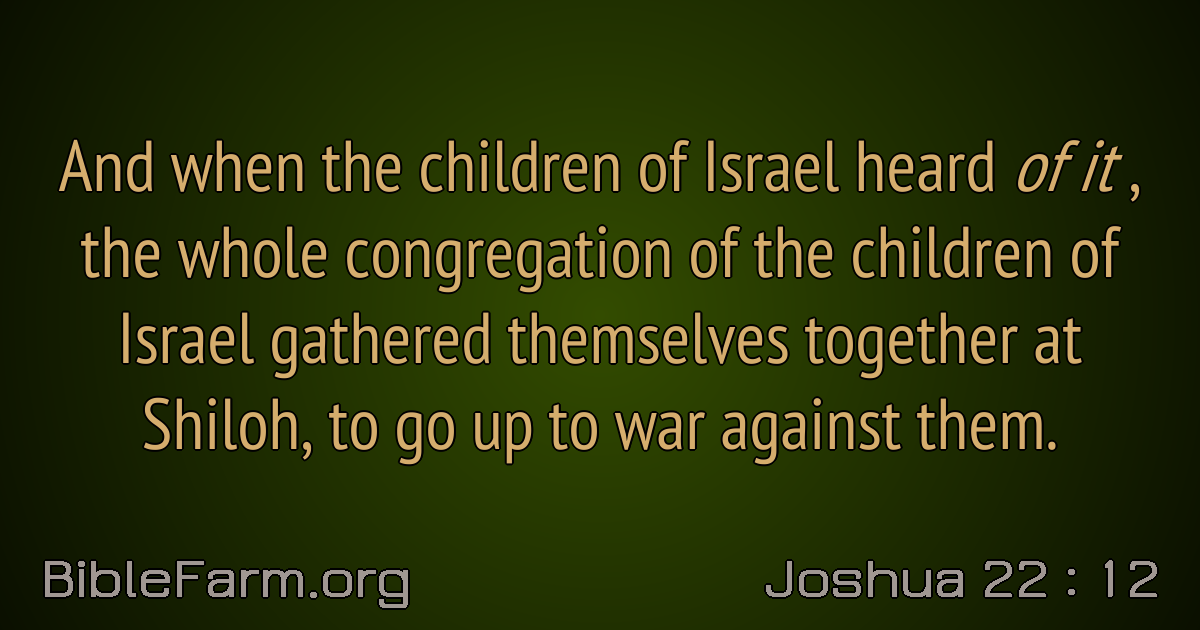 And when the children of Israel heard of it ,
the whole congregation of the children of
Israel gathered themselves together at
Shiloh, to go up to war against them.
BibleFarm.org
Joshua 22 : 12